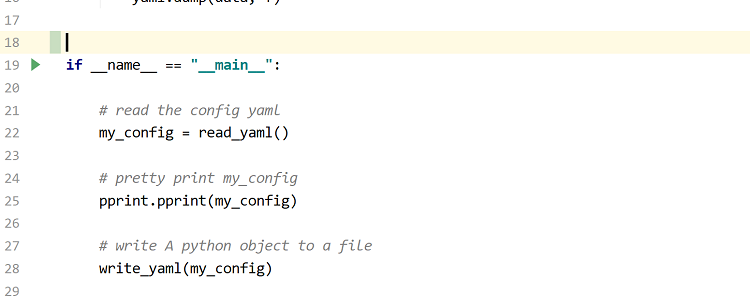 17
18
19 if __name__ == "__main__":
20
21 # read the config yaml
22 my_config = read_yaml()
23
24 # pretty print my_config
25 pprint.pprint(my_config)
26
27 # write A python object to a file
28 write_yaml(my_config)
29